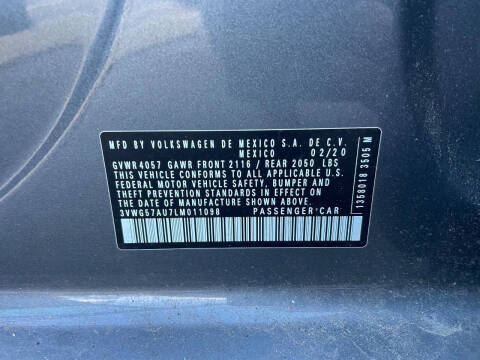 MFD BY VOLKSWAGEN DE MEXICO S.A. DE C.V.
MEXICO 02/20
GVWR 4057 GAWR FRONT 2116 / REAR 2050 LBS
THIS VEHICLE CONFORMS TO ALL APPLICABLE U.S.
FEDERAL MOTOR VEHICLE SAFETY, BUMPER AND
THEFT PREVENTION STANDARDS IN EFFECT ON
THE DATE OF MANUFACTURE SHOWN ABOVE.
3VWG57AU7LM011098 PASSENGER CAR
1358018 3505 M